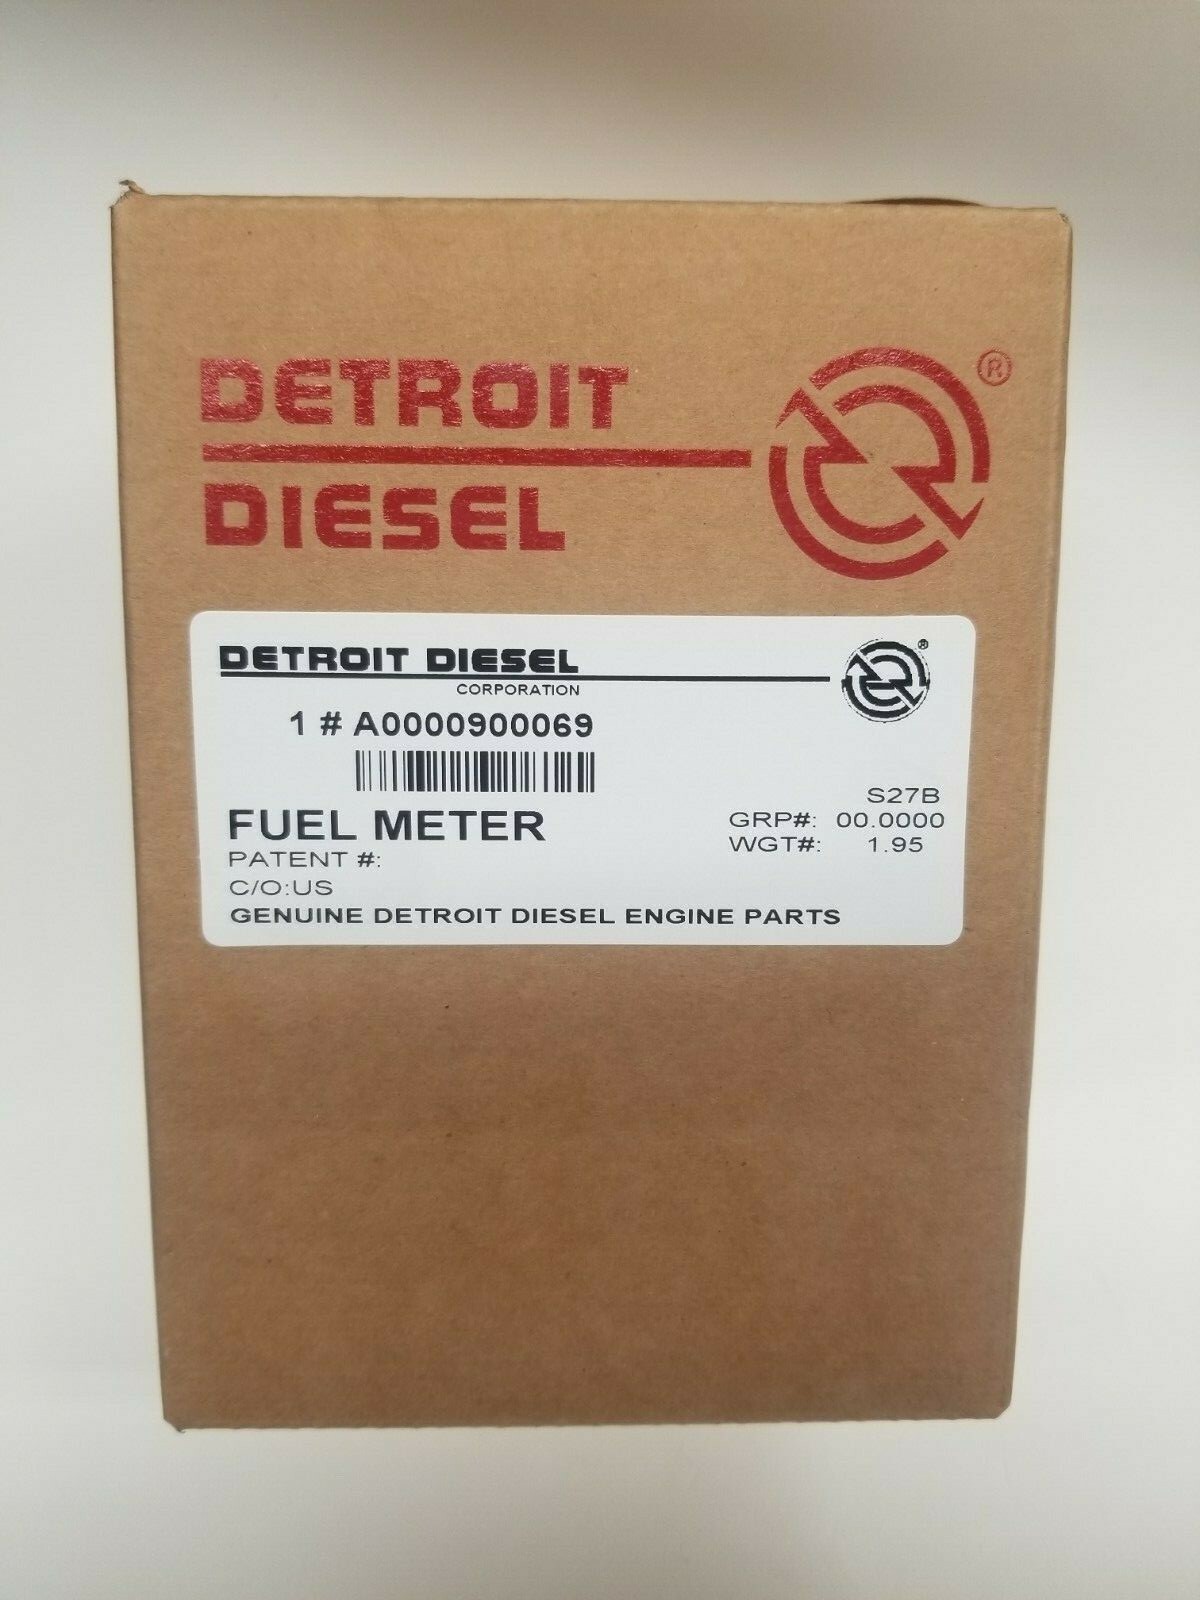 DETROIT
DIESEL
®
DETROIT DIESEL ®
CORPORATION
1 # A0000900069
S27B
FUEL METER GRP#: 00.0000
PATENT #: WGT#: 1.95
C/O:US
GENUINE DETROIT DIESEL ENGINE PARTS